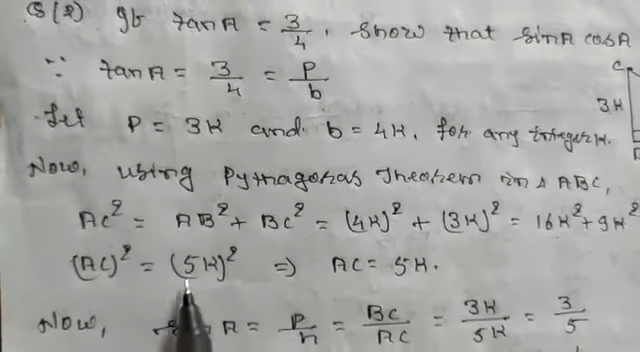 Q(2) If tanA = 3/4, show that sinA cosA
∵ tanA = 3/4 = P/b
Let P = 3K and b = 4K, for any integer K.
C
3K
Now, using Pythagoras Theorem in Δ ABC,
AC² = AB² + BC² = (4K)² + (3K)² = 16K² + 9K²
(AC)² = (5K)² ⇒ AC = 5K.
Now, A = P/h = BC/AC = 3K/5K = 3/5